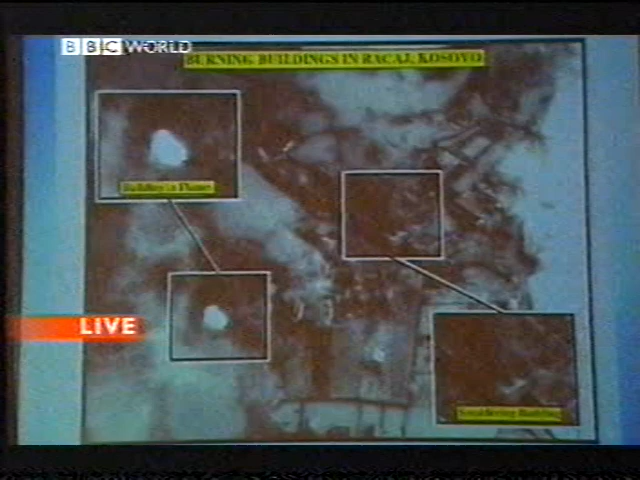 BBC WORLD
BURNING BUILDINGS IN RACAJ, KOSOVO
Building in Flames
LIVE
Smoldering Building